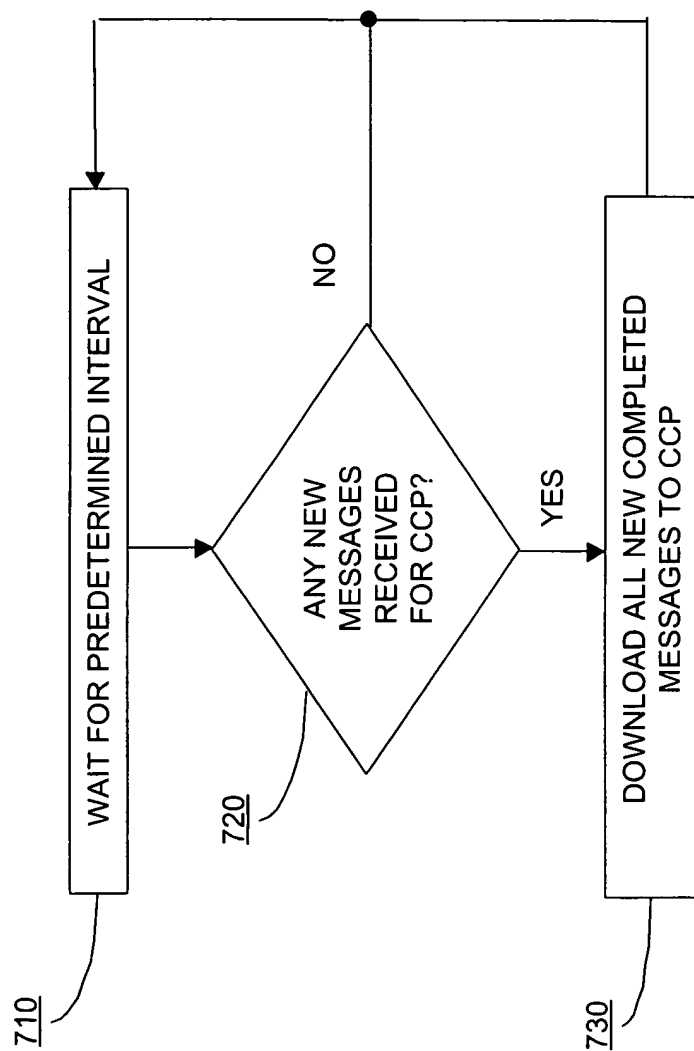 710
WAIT FOR PREDETERMINED INTERVAL
720
ANY NEW
MESSAGES
RECEIVED
FOR CCP?
NO
YES
730
DOWNLOAD ALL NEW COMPLETED
MESSAGES TO CCP